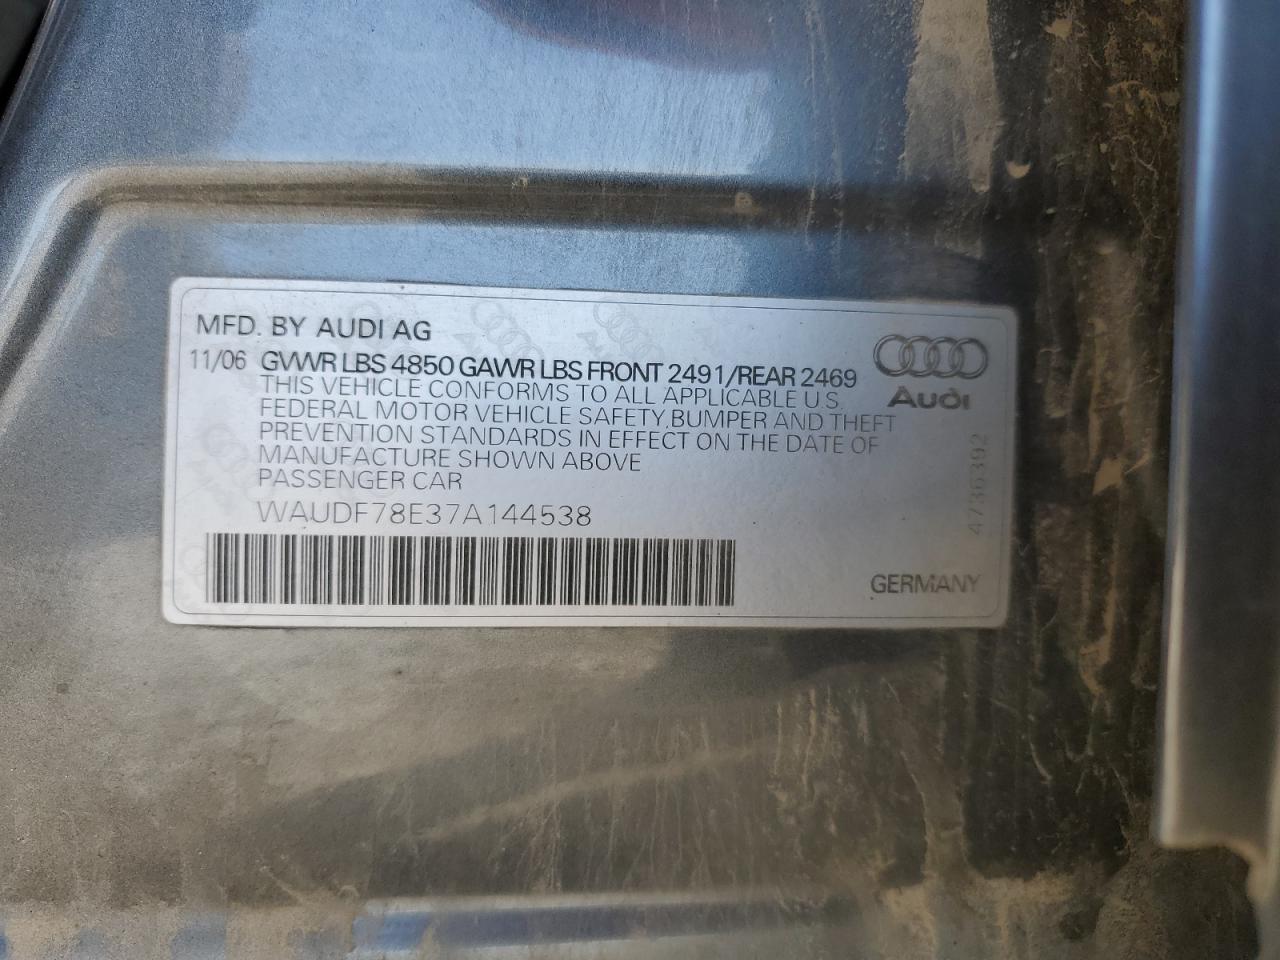 MFD. BY AUDI AG
11/06 GVWR LBS 4850 GAWR LBS FRONT 2491/REAR 2469
THIS VEHICLE CONFORMS TO ALL APPLICABLE U.S.
FEDERAL MOTOR VEHICLE SAFETY, BUMPER AND THEFT
PREVENTION STANDARDS IN EFFECT ON THE DATE OF
MANUFACTURE SHOWN ABOVE
PASSENGER CAR
WAUDF78E37A144538
Audi
4736392
GERMANY